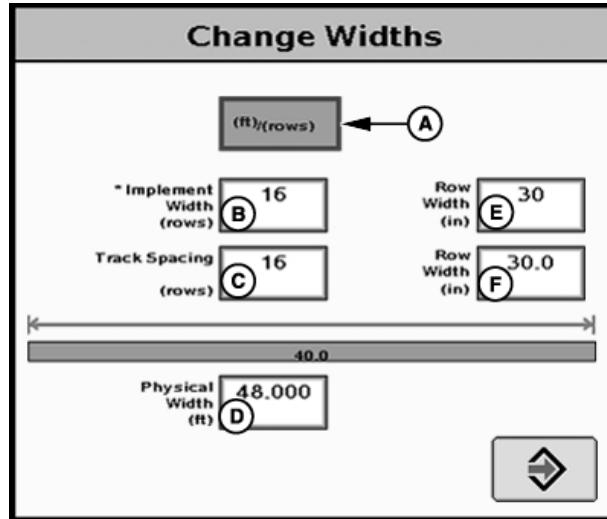 Change Widths
(ft)/(rows)
A
* Implement
Width
(rows)
B
16
Row
Width
(in)
E
30
Track Spacing
(rows)
C
16
Row
Width
(in)
F
30.0
40.0
Physical
Width
(ft)
D
48.000